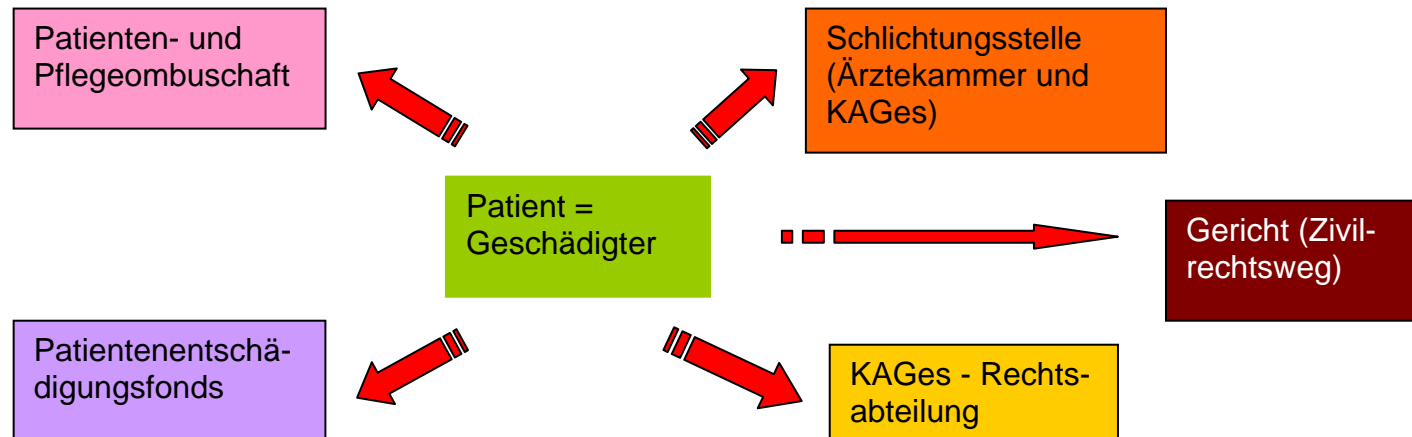 Patienten- und
Pflegeombuschaft
Schlichtungsstelle
(Ärztekammer und
KAGes)
Patient =
Geschädigter
Gericht (Zivil-
rechtsweg)
Patientenentschä-
digungsfonds
KAGes - Rechts-
abteilung